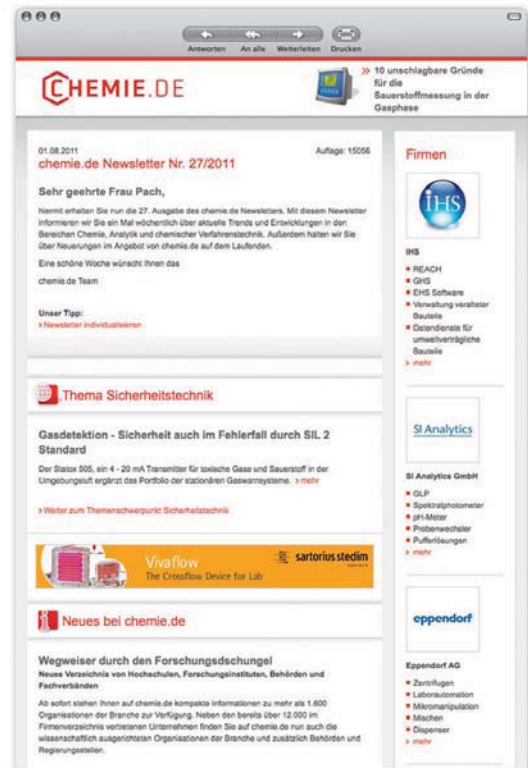 Antworten An alle Weiterleiten Drucken
CHEMIE.DE
» 10 unschlagbare Gründe
für die
Sauerstoffmessung in der
Gasphase
01.08.2011 Auflage: 15056
chemie.de Newsletter Nr. 27/2011
Sehr geehrte Frau Pach,
hiermit erhalten Sie nun die 27. Ausgabe des chemie.de Newsletters. Mit diesem Newsletter
informieren wir Sie ein Mal wöchentlich über aktuelle Trends und Entwicklungen in den
Bereichen Chemie, Analytik und chemischer Verfahrenstechnik. Außerdem halten wir Sie
über Neuerungen im Angebot von chemie.de auf dem Laufenden.
Eine schöne Woche wünscht Ihnen das
chemie.de Team
Unser Tipp:
› Newsletter individualisieren
Thema Sicherheitstechnik
Gasdetektion - Sicherheit auch im Fehlerfall durch SIL 2
Standard
Der Statox 505, ein 4 - 20 mA Transmitter für toxische Gase und Sauerstoff in der
Umgebungsluft ergänzt das Portfolio der stationären Gaswarnsysteme. › mehr
› Weiter zum Themenschwerpunkt Sicherheitstechnik
Vivaflow
The Crossflow Device for Lab
sartorius stedim
Neues bei chemie.de
Wegweiser durch den Forschungsdschungel
Neues Verzeichnis von Hochschulen, Forschungsinstituten, Behörden und
Fachverbänden
Ab sofort stehen Ihnen auf chemie.de kompakte Informationen zu mehr als 1.600
Organisationen der Branche zur Verfügung. Neben den bereits über 12.000 im
Firmenverzeichnis vertretenen Unternehmen finden Sie auf chemie.de nun auch die
wissenschaftlich ausgerichteten Organisationen der Branche und zusätzlich Behörden und
Regierungsstellen.
Firmen
IHS
IHS
REACH
GHS
EHS Software
Verwaltung veralteter
Bauteile
Datendienste für
umweltverträgliche
Bauteile
› mehr
SI Analytics
SI Analytics GmbH
GLP
Spektralphotometer
pH-Meter
Probenwechsler
Pufferlösungen
› mehr
eppendorf
Eppendorf AG
Zentrifugen
Laborautomation
Mikromanipulation
Mischen
Dispenser
› mehr